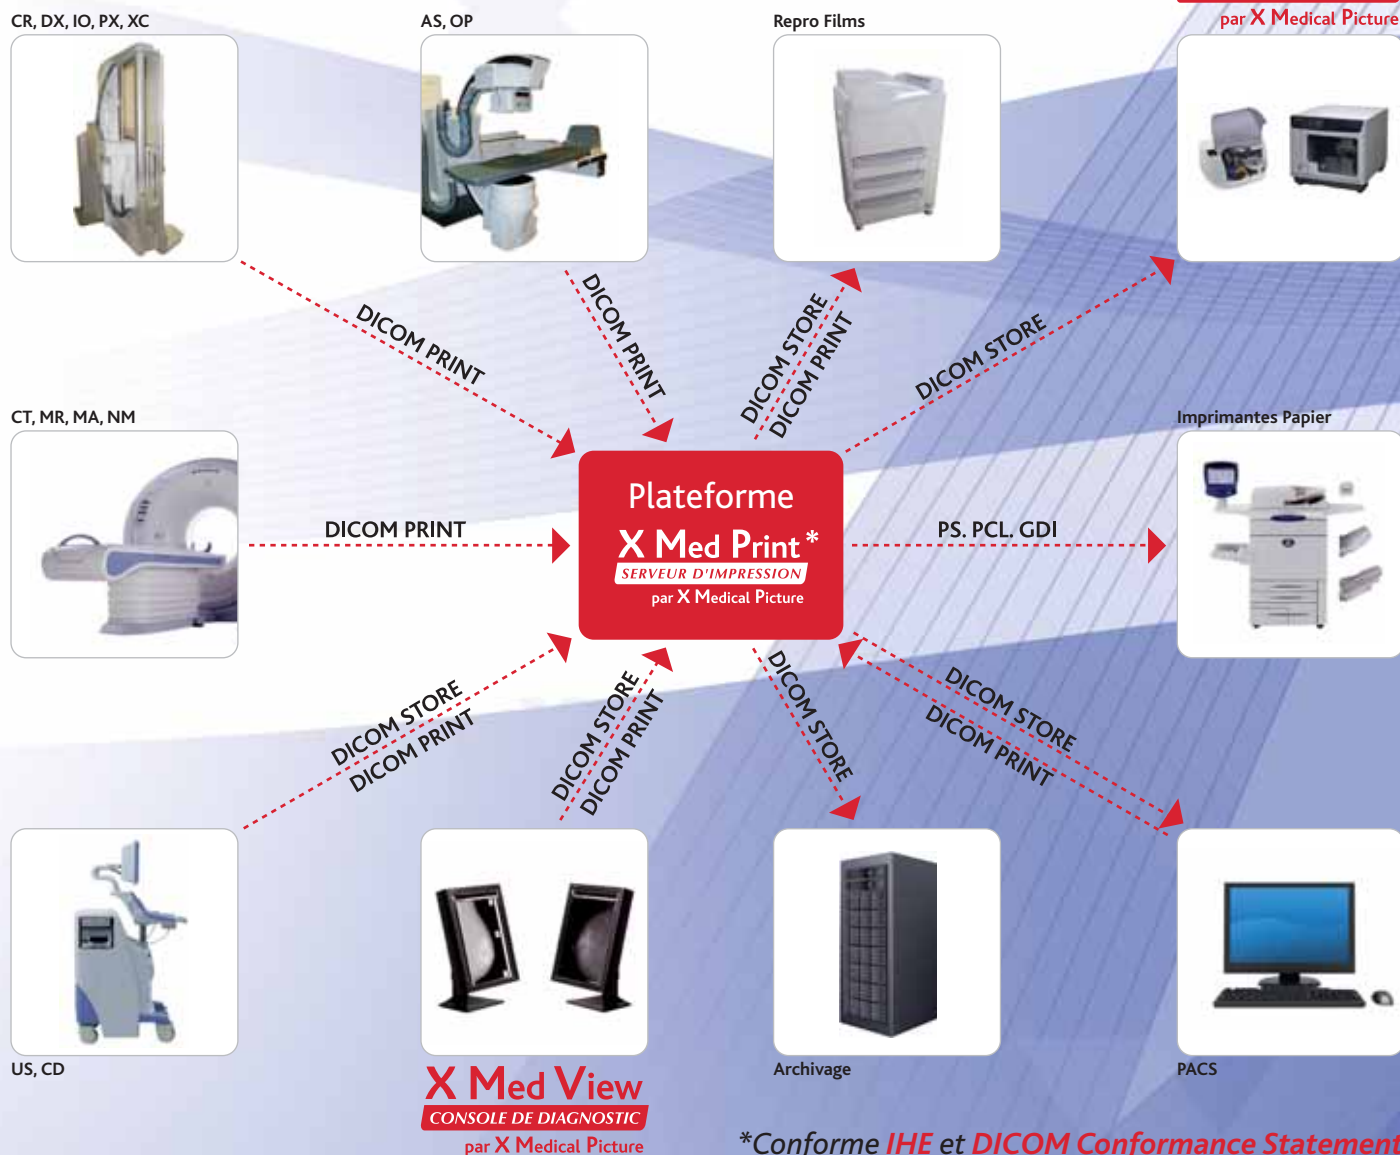 par X Medical Picture
CR, DX, IO, PX, XC
AS, OP
Repro Films
DICOM PRINT
DICOM PRINT
DICOM STORE
DICOM PRINT
DICOM STORE
CT, MR, MA, NM
Imprimantes Papier
DICOM PRINT
Plateforme
X Med Print*
SERVEUR D'IMPRESSION
par X Medical Picture
PS. PCL. GDI
DICOM STORE
DICOM PRINT
DICOM STORE
DICOM PRINT
DICOM STORE
DICOM STORE
DICOM PRINT
US, CD
X Med View
CONSOLE DE DIAGNOSTIC
par X Medical Picture
Archivage
PACS
*Conforme IHE et DICOM Conformance Statement